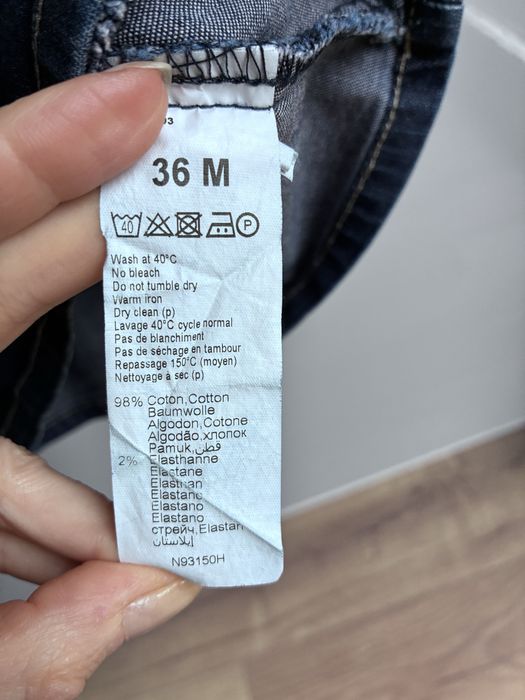 36 M
40 P
Wash at 40°C
No bleach
Do not tumble dry
Warm iron
Dry clean (p)
Lavage 40°C cycle normal
Pas de blanchiment
Pas de séchage en tambour
Repassage 150°C (moyen)
Nettoyage à sec (p)
98% Coton,Cotton
Baumwolle
Algodon,Cotone
Algodão,хлопок
Pamuk,قطن
2% Elasthanne
Elastane
Elasthan
Elastano
Elastano
Elastano
стрейч,Elastan
إيلاستان
N93150H